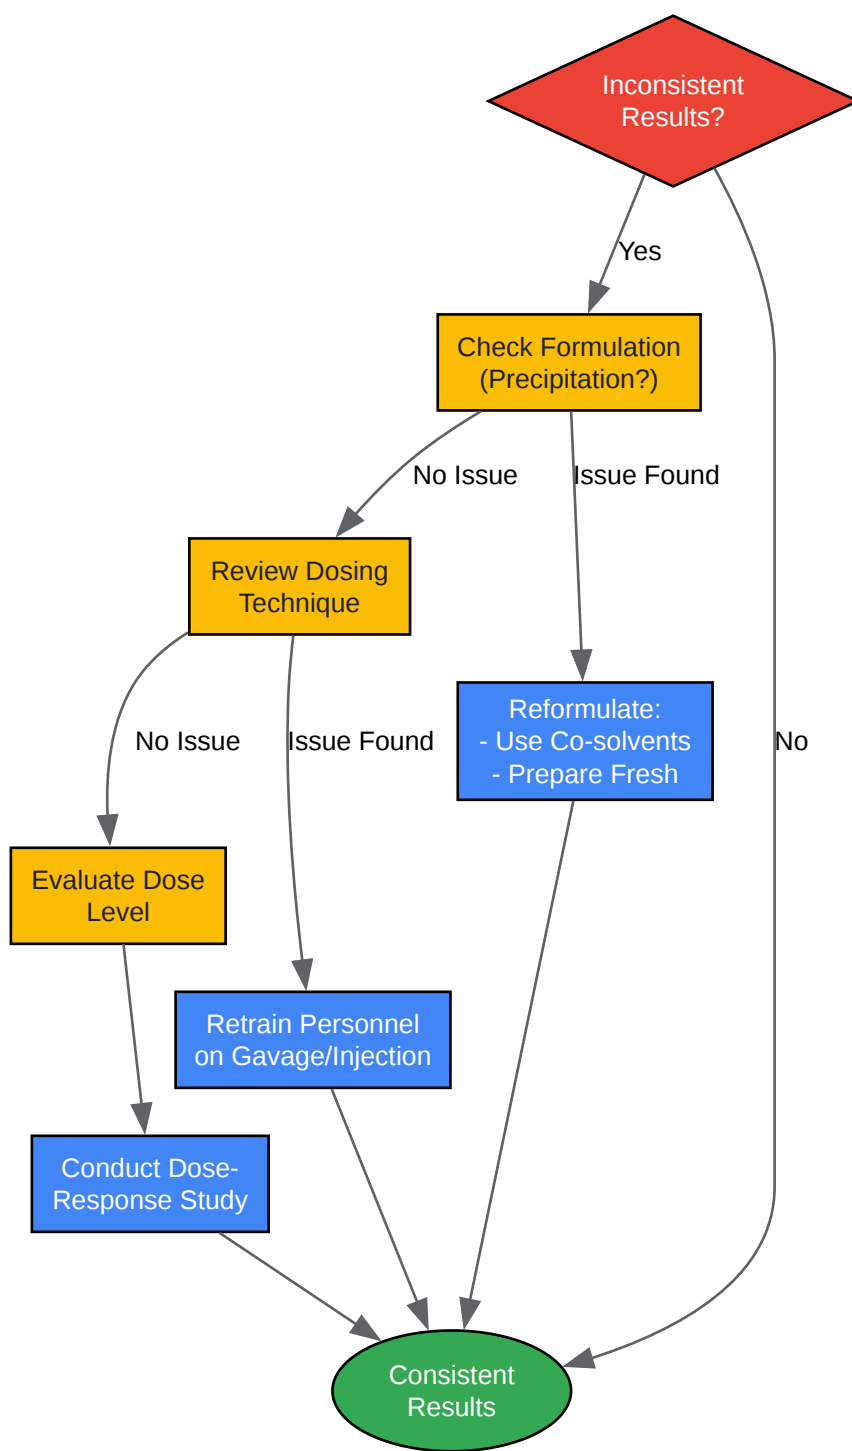 Inconsistent
Results?
Yes
Check Formulation
(Precipitation?)
No Issue
Issue Found
Review Dosing
Technique
Reformulate:
- Use Co-solvents
- Prepare Fresh
No Issue
Issue Found
No
Evaluate Dose
Level
Retrain Personnel
on Gavage/Injection
Conduct Dose-
Response Study
Consistent
Results